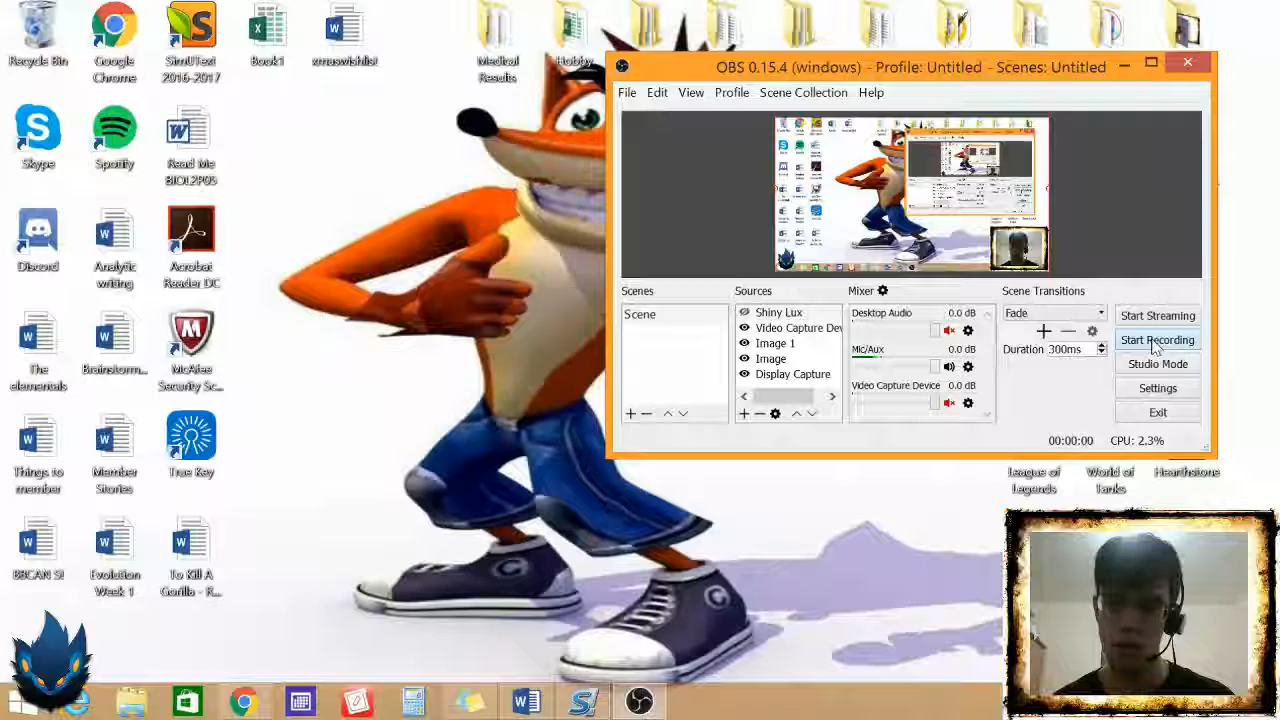 Recycle Bin
Google Chrome
SimUText 2016-2017
Book1
xmaswishlist
Medical Results
Hobby
OBS 0.15.4 (windows) - Profile: Untitled - Scenes: Untitled
File Edit View Profile Scene Collection Help
Skype
Spotify
Read Me BIOL2P05
Discord
Analytic writing
Acrobat Reader DC
The elementals
Brainstorm...
McAfee Security Sc...
Things to member
Member Stories
True Key
BBCAN 5!
Evolution Week 1
To Kill A Gorilla - R...
Scenes
Scene
Sources
Shiny Lux
Video Capture Dev
Image 1
Image
Display Capture
Mixer
Desktop Audio 0.0 dB
Mic/Aux 0.0 dB
Video Capture Device 0.0 dB
Scene Transitions
Fade
Duration 300ms
Start Streaming
Start Recording
Studio Mode
Settings
Exit
00:00:00 CPU: 2.3%
League of Legends
World of Tanks
Hearthstone